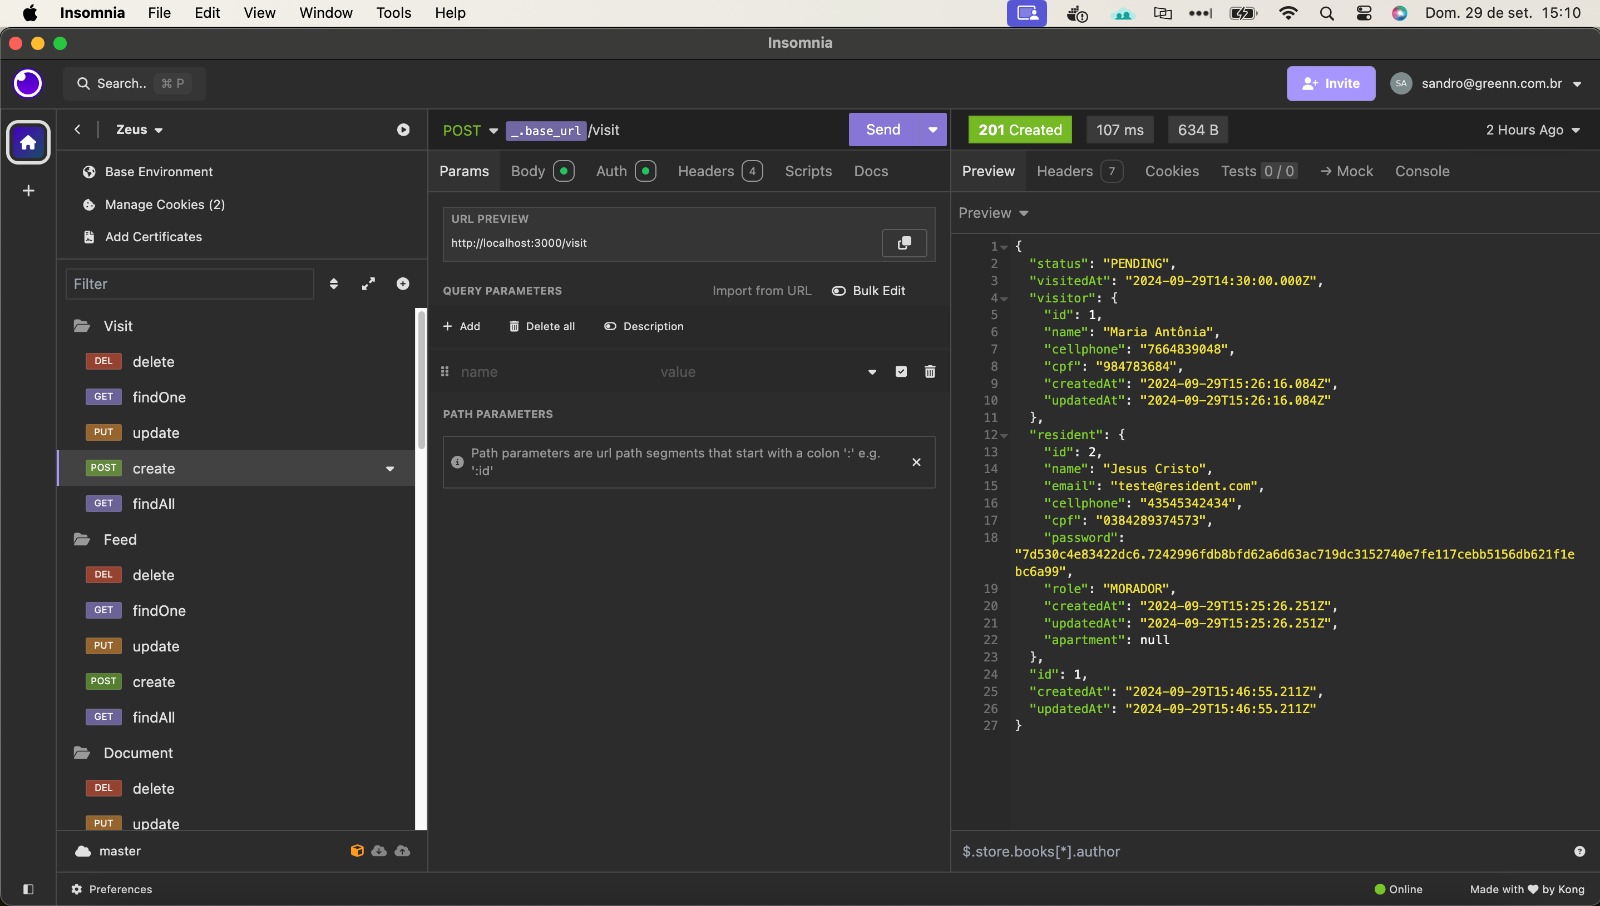 Insomnia File Edit View Window Tools Help
Dom. 29 de set. 15:10
Insomnia
Search.. ⌘ P
Invite
SA sandro@greenn.com.br
Zeus
Base Environment
Manage Cookies (2)
Add Certificates
Filter
Visit
DEL delete
GET findOne
PUT update
POST create
GET findAll
Feed
DEL delete
GET findOne
PUT update
POST create
GET findAll
Document
DEL delete
PUT update
master
Preferences
POST _.base_url/visit Send
Params Body Auth Headers 4 Scripts Docs
URL PREVIEW
http://localhost:3000/visit
QUERY PARAMETERS Import from URL Bulk Edit
+ Add Delete all Description
name value
PATH PARAMETERS
Path parameters are url path segments that start with a colon ':' e.g.
':id'
201 Created 107 ms 634 B 2 Hours Ago
Preview Headers 7 Cookies Tests 0 / 0 → Mock Console
Preview
1 {
2 "status": "PENDING",
3 "visitedAt": "2024-09-29T14:30:00.000Z",
4 "visitor": {
5 "id": 1,
6 "name": "Maria Antônia",
7 "cellphone": "7664839048",
8 "cpf": "984783684",
9 "createdAt": "2024-09-29T15:26:16.084Z",
10 "updatedAt": "2024-09-29T15:26:16.084Z"
11 },
12 "resident": {
13 "id": 2,
14 "name": "Jesus Cristo",
15 "email": "teste@resident.com",
16 "cellphone": "43545342434",
17 "cpf": "0384289374573",
18 "password":
"7d530c4e83422dc6.7242996fdb8bfd62a6d63ac719dc3152740e7fe117cebb5156db621f1e
bc6a99",
19 "role": "MORADOR",
20 "createdAt": "2024-09-29T15:25:26.251Z",
21 "updatedAt": "2024-09-29T15:25:26.251Z",
22 "apartment": null
23 },
24 "id": 1,
25 "createdAt": "2024-09-29T15:46:55.211Z",
26 "updatedAt": "2024-09-29T15:46:55.211Z"
27 }
$.store.books[*].author
Online Made with ♥ by Kong